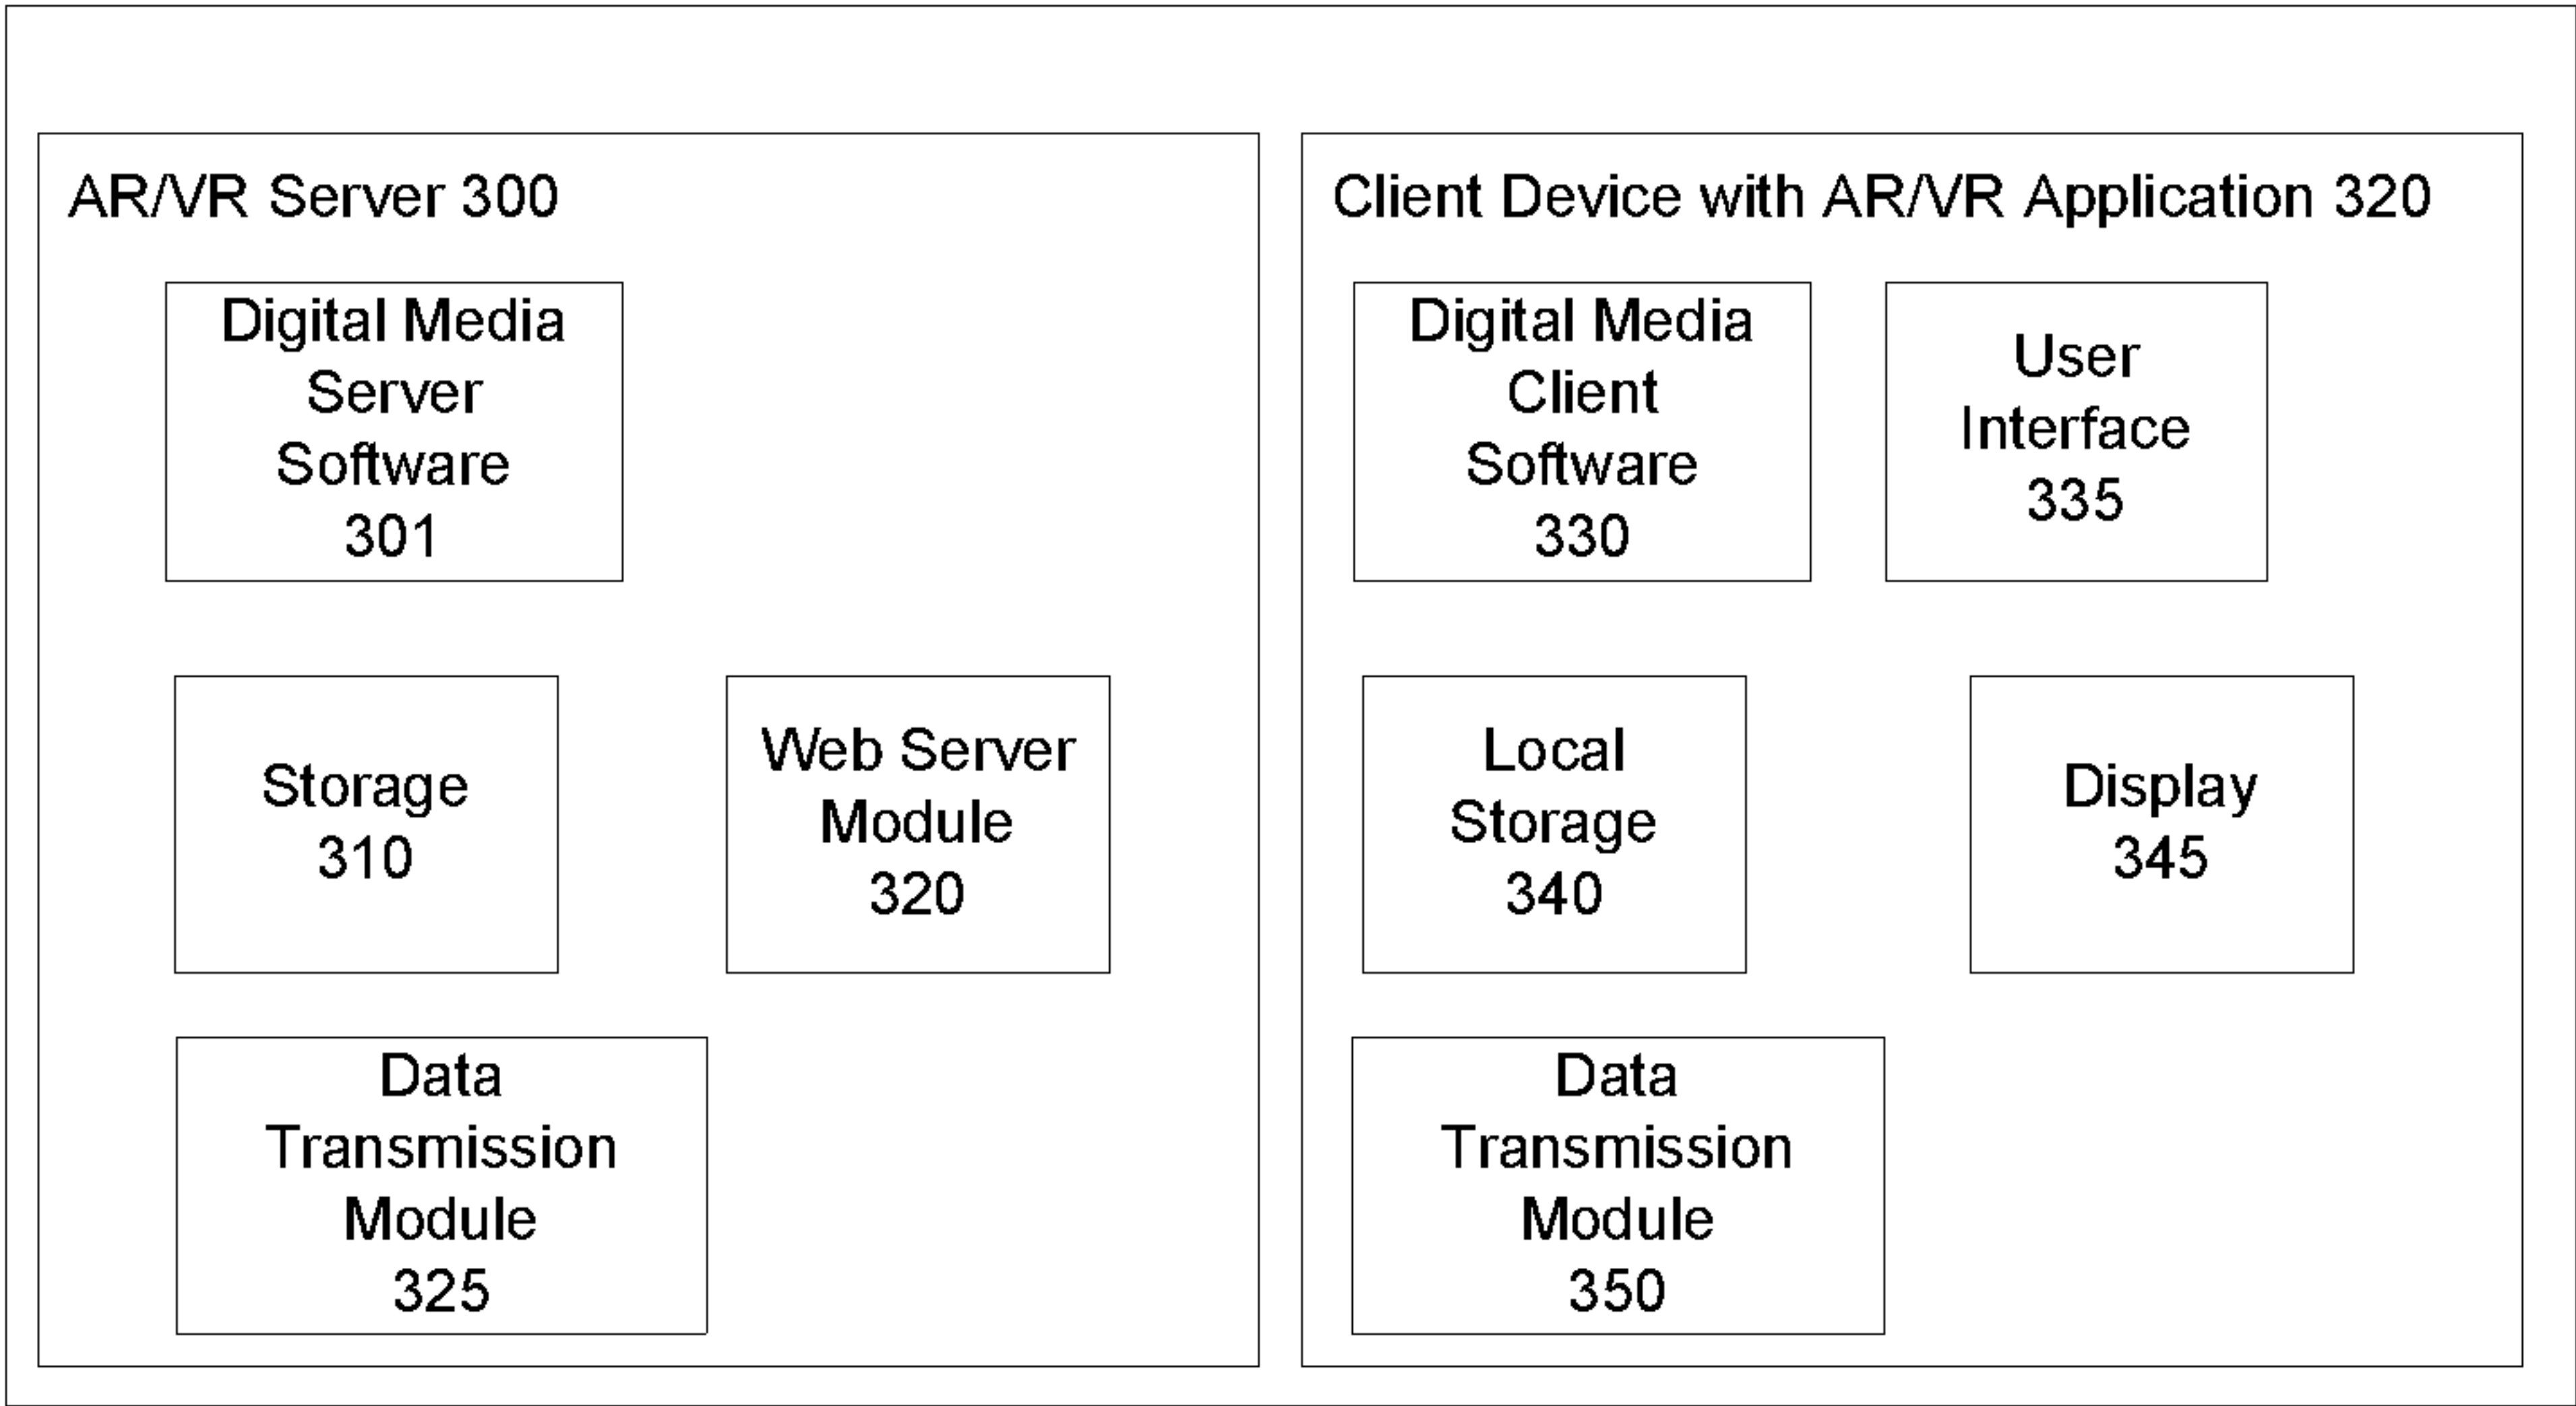 AR/VR Server 300
Digital Media
Server
Software
301
Storage
310
Web Server
Module
320
Data
Transmission
Module
325
Client Device with AR/VR Application 320
Digital Media
Client
Software
330
User
Interface
335
Local
Storage
340
Display
345
Data
Transmission
Module
350